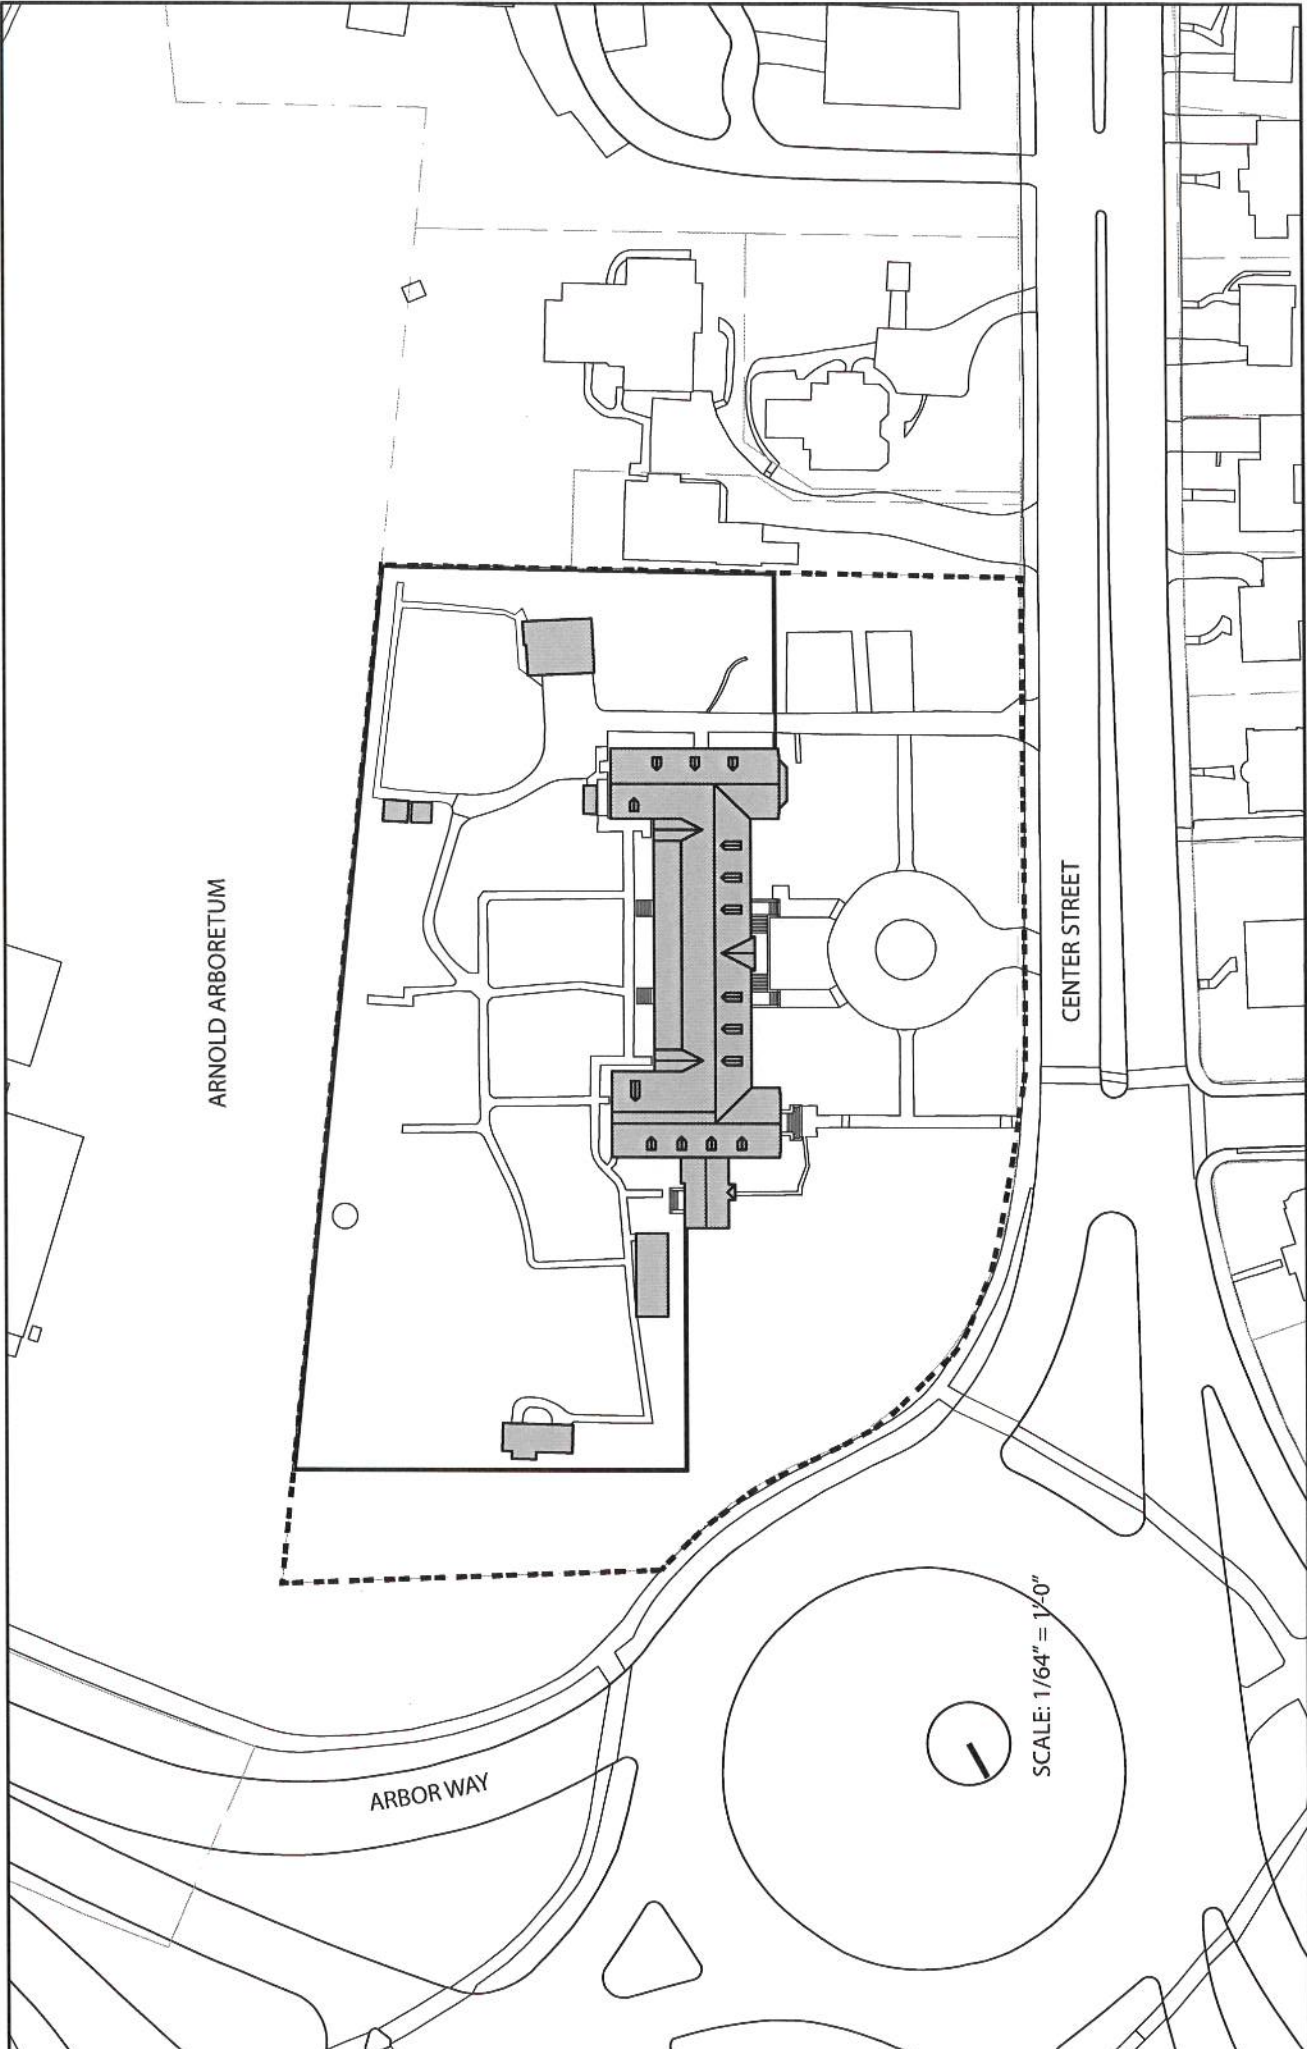 ARNOLD ARBORETUM
CENTER STREET
ARBOR WAY
SCALE: 1/64" = 1'-0"